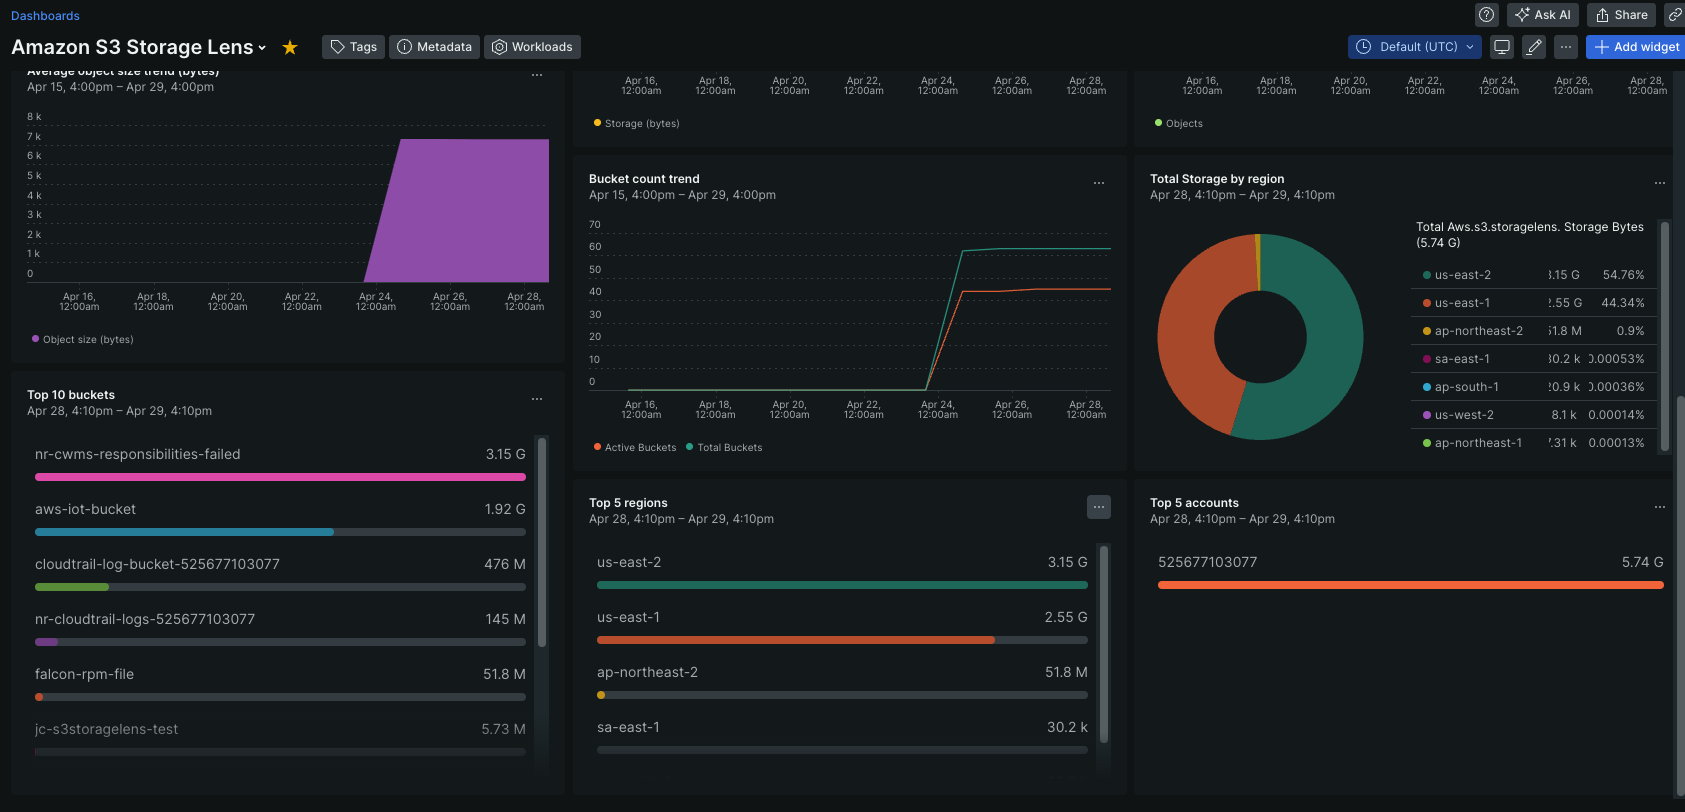 Dashboards
Ask AI
Share
Amazon S3 Storage Lens
Tags
Metadata
Workloads
Default (UTC)
Add widget
Average object size trend (bytes)
Apr 15, 4:00pm – Apr 29, 4:00pm
8 k
7 k
6 k
5 k
4 k
3 k
2 k
1 k
0
Apr 16, 12:00am
Apr 18, 12:00am
Apr 20, 12:00am
Apr 22, 12:00am
Apr 24, 12:00am
Apr 26, 12:00am
Apr 28, 12:00am
Object size (bytes)
Apr 16, 12:00am
Apr 18, 12:00am
Apr 20, 12:00am
Apr 22, 12:00am
Apr 24, 12:00am
Apr 26, 12:00am
Apr 28, 12:00am
Storage (bytes)
Apr 16, 12:00am
Apr 18, 12:00am
Apr 20, 12:00am
Apr 22, 12:00am
Apr 24, 12:00am
Apr 26, 12:00am
Apr 28, 12:00am
Objects
Bucket count trend
Apr 15, 4:00pm – Apr 29, 4:00pm
70
60
50
40
30
20
10
0
Apr 16, 12:00am
Apr 18, 12:00am
Apr 20, 12:00am
Apr 22, 12:00am
Apr 24, 12:00am
Apr 26, 12:00am
Apr 28, 12:00am
Active Buckets
Total Buckets
Total Storage by region
Apr 28, 4:10pm – Apr 29, 4:10pm
Total Aws.s3.storagelens. Storage Bytes
(5.74 G)
us-east-2 3.15 G 54.76%
us-east-1 2.55 G 44.34%
ap-northeast-2 51.8 M 0.9%
sa-east-1 30.2 k 0.00053%
ap-south-1 20.9 k 0.00036%
us-west-2 8.1 k 0.00014%
ap-northeast-1 7.31 k 0.00013%
Top 10 buckets
Apr 28, 4:10pm – Apr 29, 4:10pm
nr-cwms-responsibilities-failed 3.15 G
aws-iot-bucket 1.92 G
cloudtrail-log-bucket-525677103077 476 M
nr-cloudtrail-logs-525677103077 145 M
falcon-rpm-file 51.8 M
jc-s3storagelens-test 5.73 M
Top 5 regions
Apr 28, 4:10pm – Apr 29, 4:10pm
us-east-2 3.15 G
us-east-1 2.55 G
ap-northeast-2 51.8 M
sa-east-1 30.2 k
Top 5 accounts
Apr 28, 4:10pm – Apr 29, 4:10pm
525677103077 5.74 G